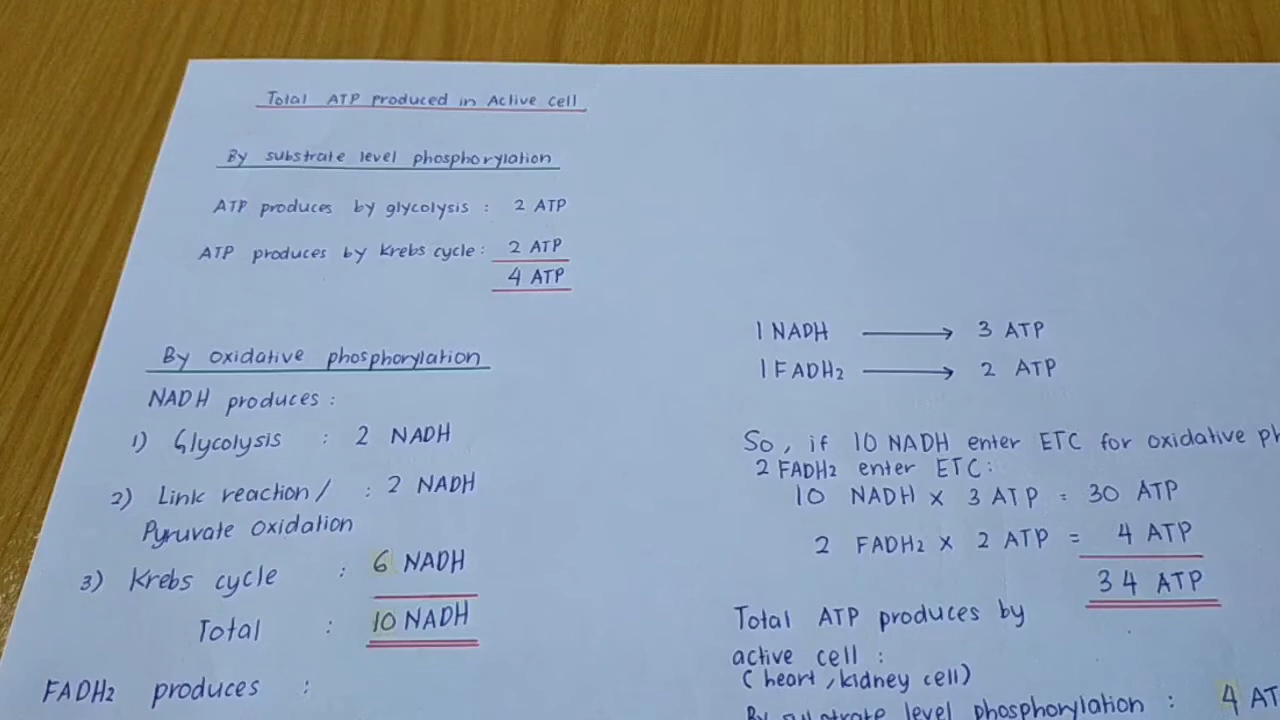 Total ATP produced in Active cell
By substrate level phosphorylation
ATP produces by glycolysis : 2 ATP
ATP produces by Krebs cycle : 2 ATP
4 ATP
By oxidative phosphorylation
NADH produces :
1) Glycolysis : 2 NADH
2) Link reaction / : 2 NADH
Pyruvate oxidation
3) Krebs cycle : 6 NADH
Total : 10 NADH
FADH2 produces :
1 NADH → 3 ATP
1 FADH2 → 2 ATP
So, if 10 NADH enter ETC for oxidative
2 FADH2 enter ETC :
10 NADH x 3 ATP = 30 ATP
2 FADH2 x 2 ATP = 4 ATP
34 ATP
Total ATP produces by
active cell :
(heart, kidney cell)
By substrate level phosphorylation : 4